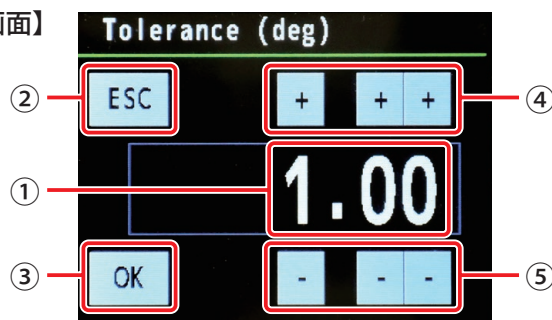 面】
Tolerance (deg)
② ESC + + + ④
① 1.00
③ OK - - - ⑤